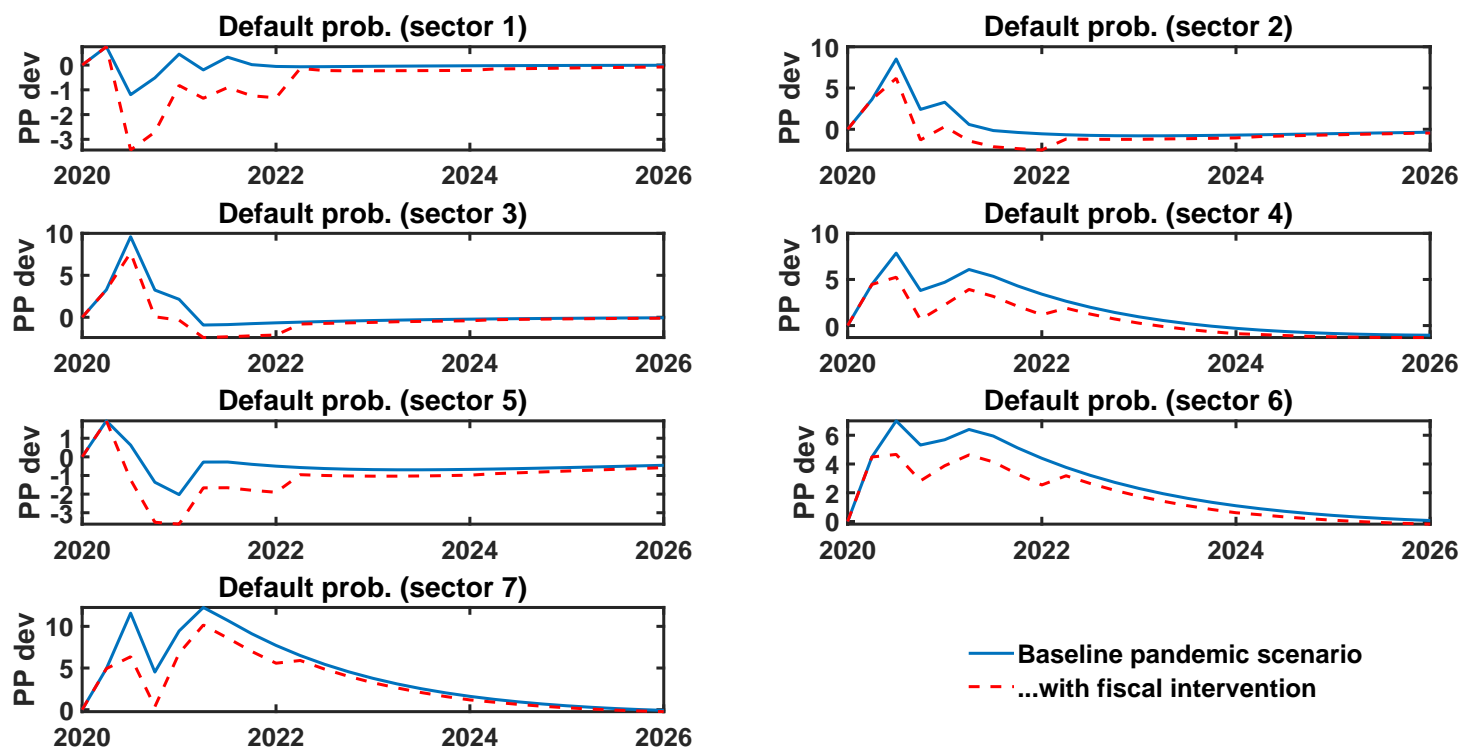 Default prob. (sector 1)
PP dev
0
-1
-2
-3
2020 2022 2024 2026
Default prob. (sector 2)
PP dev
10
5
0
2020 2022 2024 2026
Default prob. (sector 3)
PP dev
10
5
0
2020 2022 2024 2026
Default prob. (sector 4)
PP dev
10
5
0
2020 2022 2024 2026
Default prob. (sector 5)
PP dev
1
0
-1
-2
-3
2020 2022 2024 2026
Default prob. (sector 6)
PP dev
6
4
2
0
2020 2022 2024 2026
Default prob. (sector 7)
PP dev
10
5
0
2020 2022 2024 2026
Baseline pandemic scenario
...with fiscal intervention